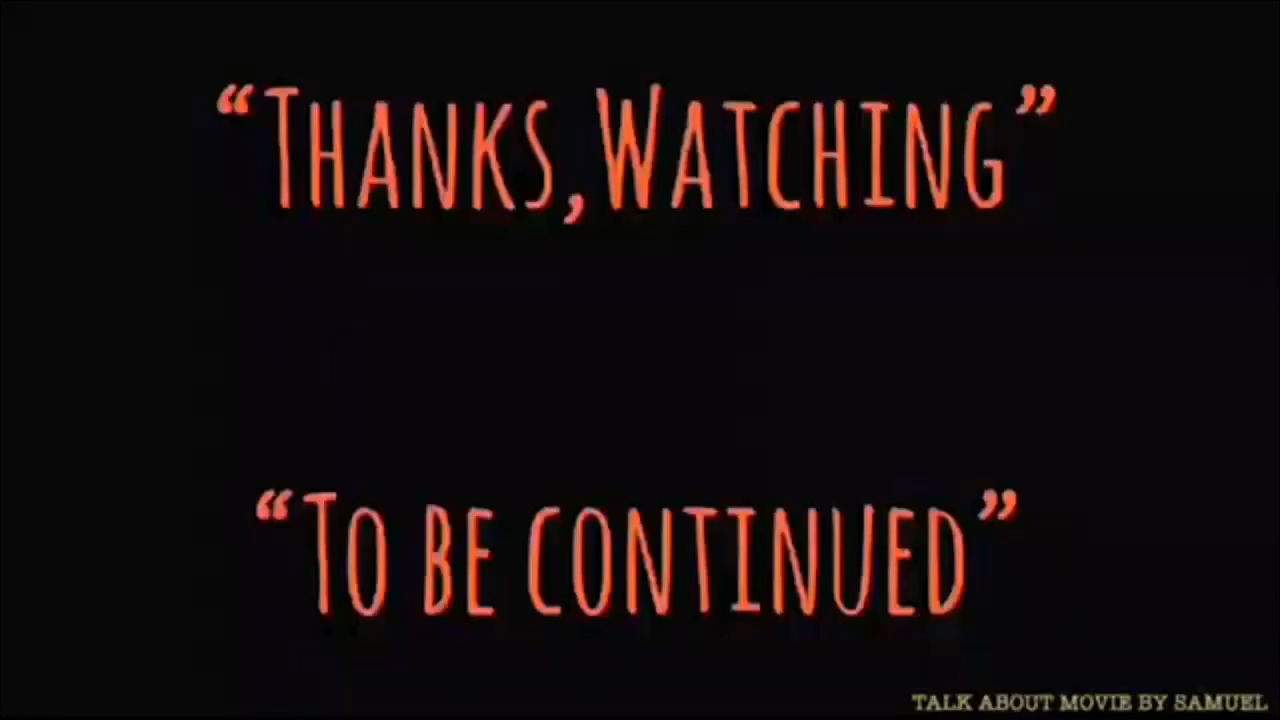 “Thanks,Watching”
“To be continued”
TALK ABOUT MOVIE BY SAMUEL